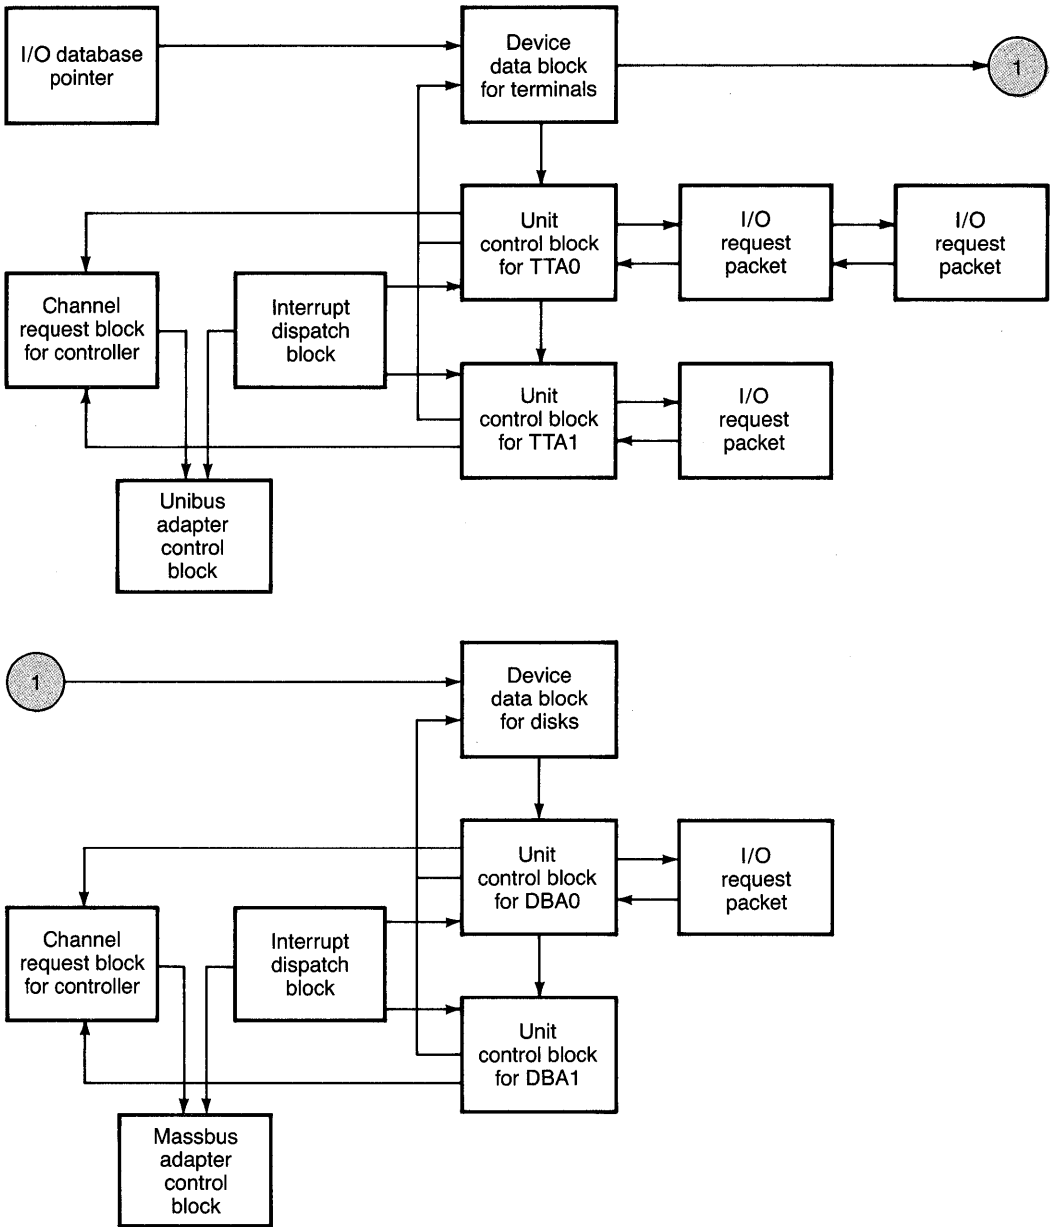 I/O database
pointer
Device
data block
for terminals
1
Unit
control block
for TTA0
I/O
request
packet
I/O
request
packet
Channel
request block
for controller
Interrupt
dispatch
block
Unit
control block
for TTA1
I/O
request
packet
Unibus
adapter
control
block
1
Device
data block
for disks
Unit
control block
for DBA0
I/O
request
packet
Channel
request block
for controller
Interrupt
dispatch
block
Unit
control block
for DBA1
Massbus
adapter
control
block